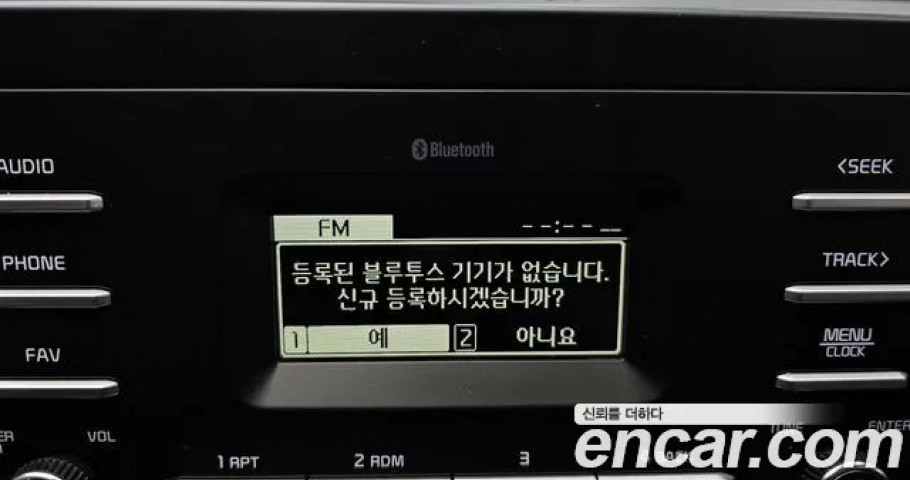 Bluetooth
AUDIO
<SEEK
FM
--:-- --
PHONE
TRACK>
등록된 블루투스 기기가 없습니다.
신규 등록하시겠습니까?
1 예 2 아니요
MENU
CLOCK
FAV
신뢰를 더하다
encar.com
VOL
TUNE
ENTER
1 RPT
2 RDM
3